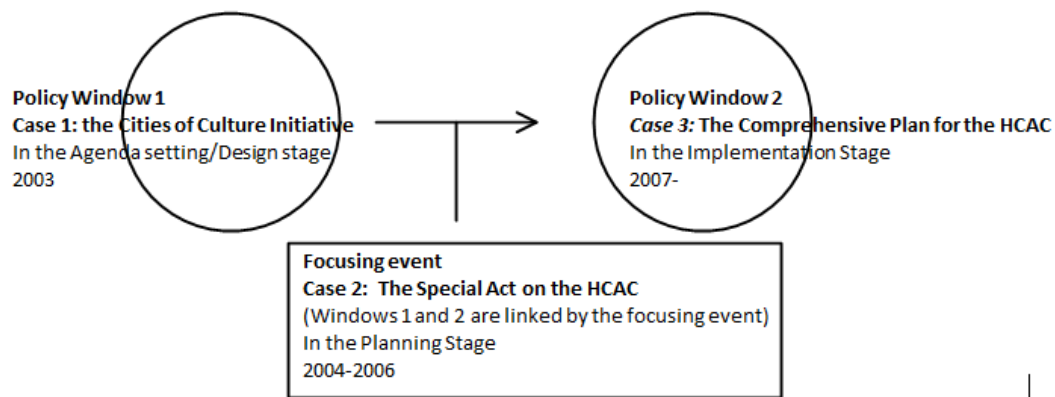 Policy Window 1
Case 1: the Cities of Culture Initiative
In the Agenda setting/Design stage
2003
Policy Window 2
Case 3: The Comprehensive Plan for the HCAC
In the Implementation Stage
2007-
Focusing event
Case 2:  The Special Act on the HCAC
(Windows 1 and 2 are linked by the focusing event)
In the Planning Stage
2004-2006